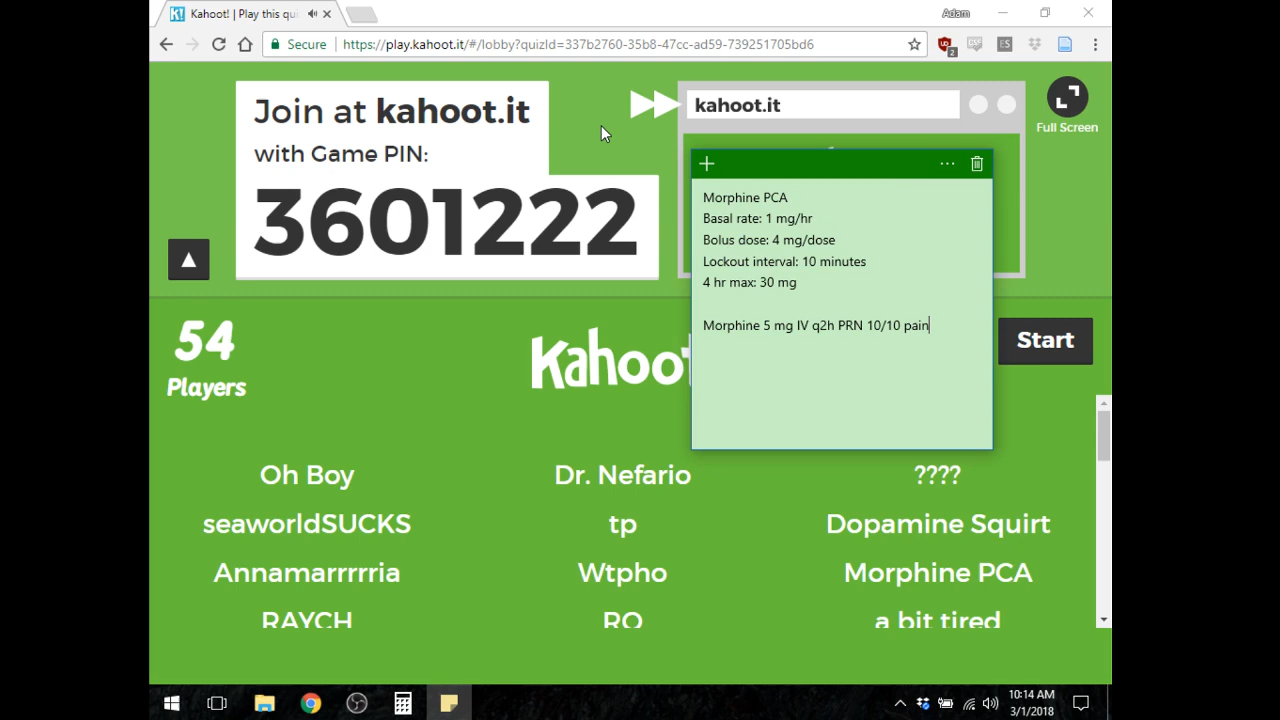 Kahoot! | Play this qu
Adam
Secure
https://play.kahoot.it/#/lobby?quizId=337b2760-35b8-47cc-ad59-739251705bd6
2
ES
Join at kahoot.it
with Game PIN:
3601222
kahoot.it
Full Screen
Morphine PCA
Basal rate: 1 mg/hr
Bolus dose: 4 mg/dose
Lockout interval: 10 minutes
4 hr max: 30 mg
Morphine 5 mg IV q2h PRN 10/10 pain
54
Players
Kahoot
Start
Oh Boy
Dr. Nefario
????
seaworldSUCKS
tp
Dopamine Squirt
Annamarrrrria
Wtpho
Morphine PCA
RAYCH
RO
a bit tired
10:14 AM
3/1/2018